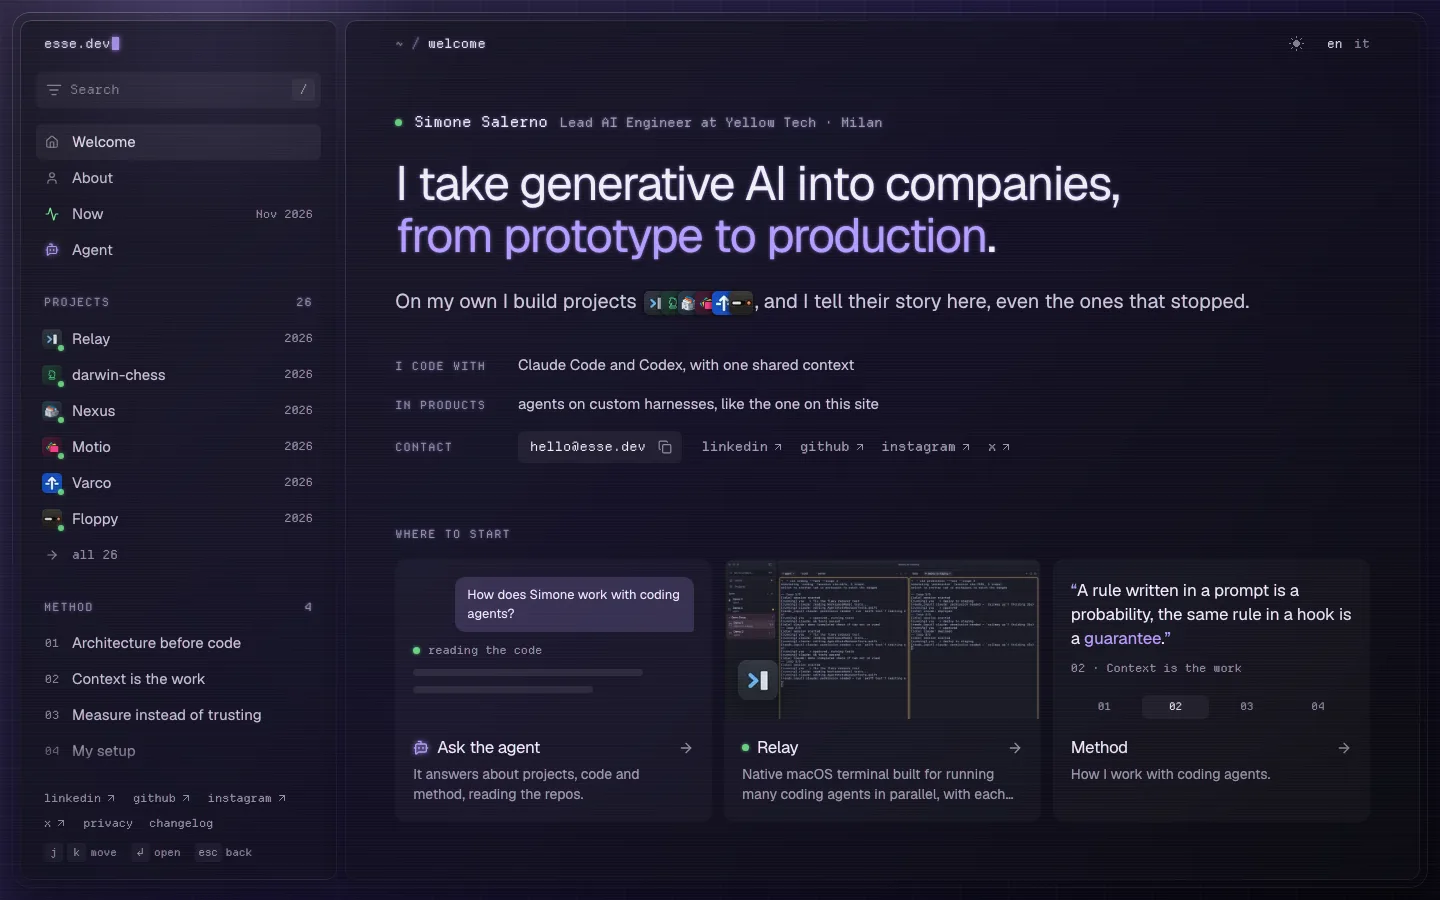 esse.dev
Search /
Welcome
About
Now Nov 2026
Agent
PROJECTS 26
Relay 2026
darwin-chess 2026
Nexus 2026
Motio 2026
Varco 2026
Floppy 2026
→ all 26
METHOD 4
01 Architecture before code
02 Context is the work
03 Measure instead of trusting
04 My setup
linkedin ↗ github ↗ instagram ↗
x ↗ privacy changelog
j k move ↲ open esc back
~ / welcome
en it
Simone Salerno Lead AI Engineer at Yellow Tech · Milan
I take generative AI into companies,
from prototype to production.
On my own I build projects , and I tell their story here, even the ones that stopped.
I CODE WITH Claude Code and Codex, with one shared context
IN PRODUCTS agents on custom harnesses, like the one on this site
CONTACT hello@esse.dev linkedin ↗ github ↗ instagram ↗ x ↗
WHERE TO START
How does Simone work with coding
agents?
reading the code
Ask the agent →
It answers about projects, code and
method, reading the repos.
Relay →
Native macOS terminal built for running
many coding agents in parallel, with each…
“A rule written in a prompt is a
probability, the same rule in a hook is
a guarantee.”
02 · Context is the work
01 02 03 04
Method →
How I work with coding agents.